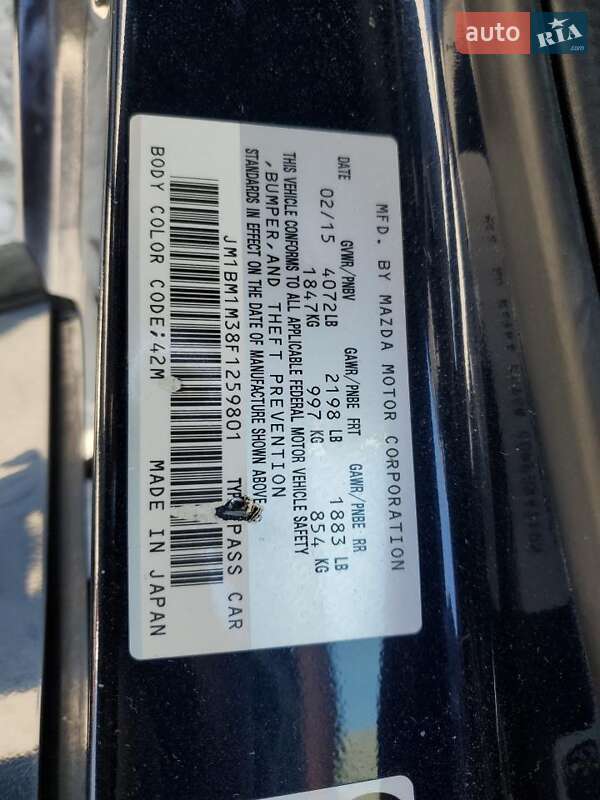 auto RIA.com
MFD. BY MAZDA MOTOR CORPORATION
DATE GVWR/PNBV GAWR/PNBE FRT GAWR/PNBE RR
02/15 4072LB 2198 LB 1883 LB
1847KG 997 KG 854 KG
THIS VEHICLE CONFORMS TO ALL APPLICABLE FEDERAL MOTOR VEHICLE SAFETY
,BUMPER,AND THEFT PREVENTION
STANDARDS IN EFFECT ON THE DATE OF MANUFACTURE SHOWN ABOVE
JM1BM1M38F1259801 PASS CAR
BODY COLOR CODE;42M MADE IN JAPAN